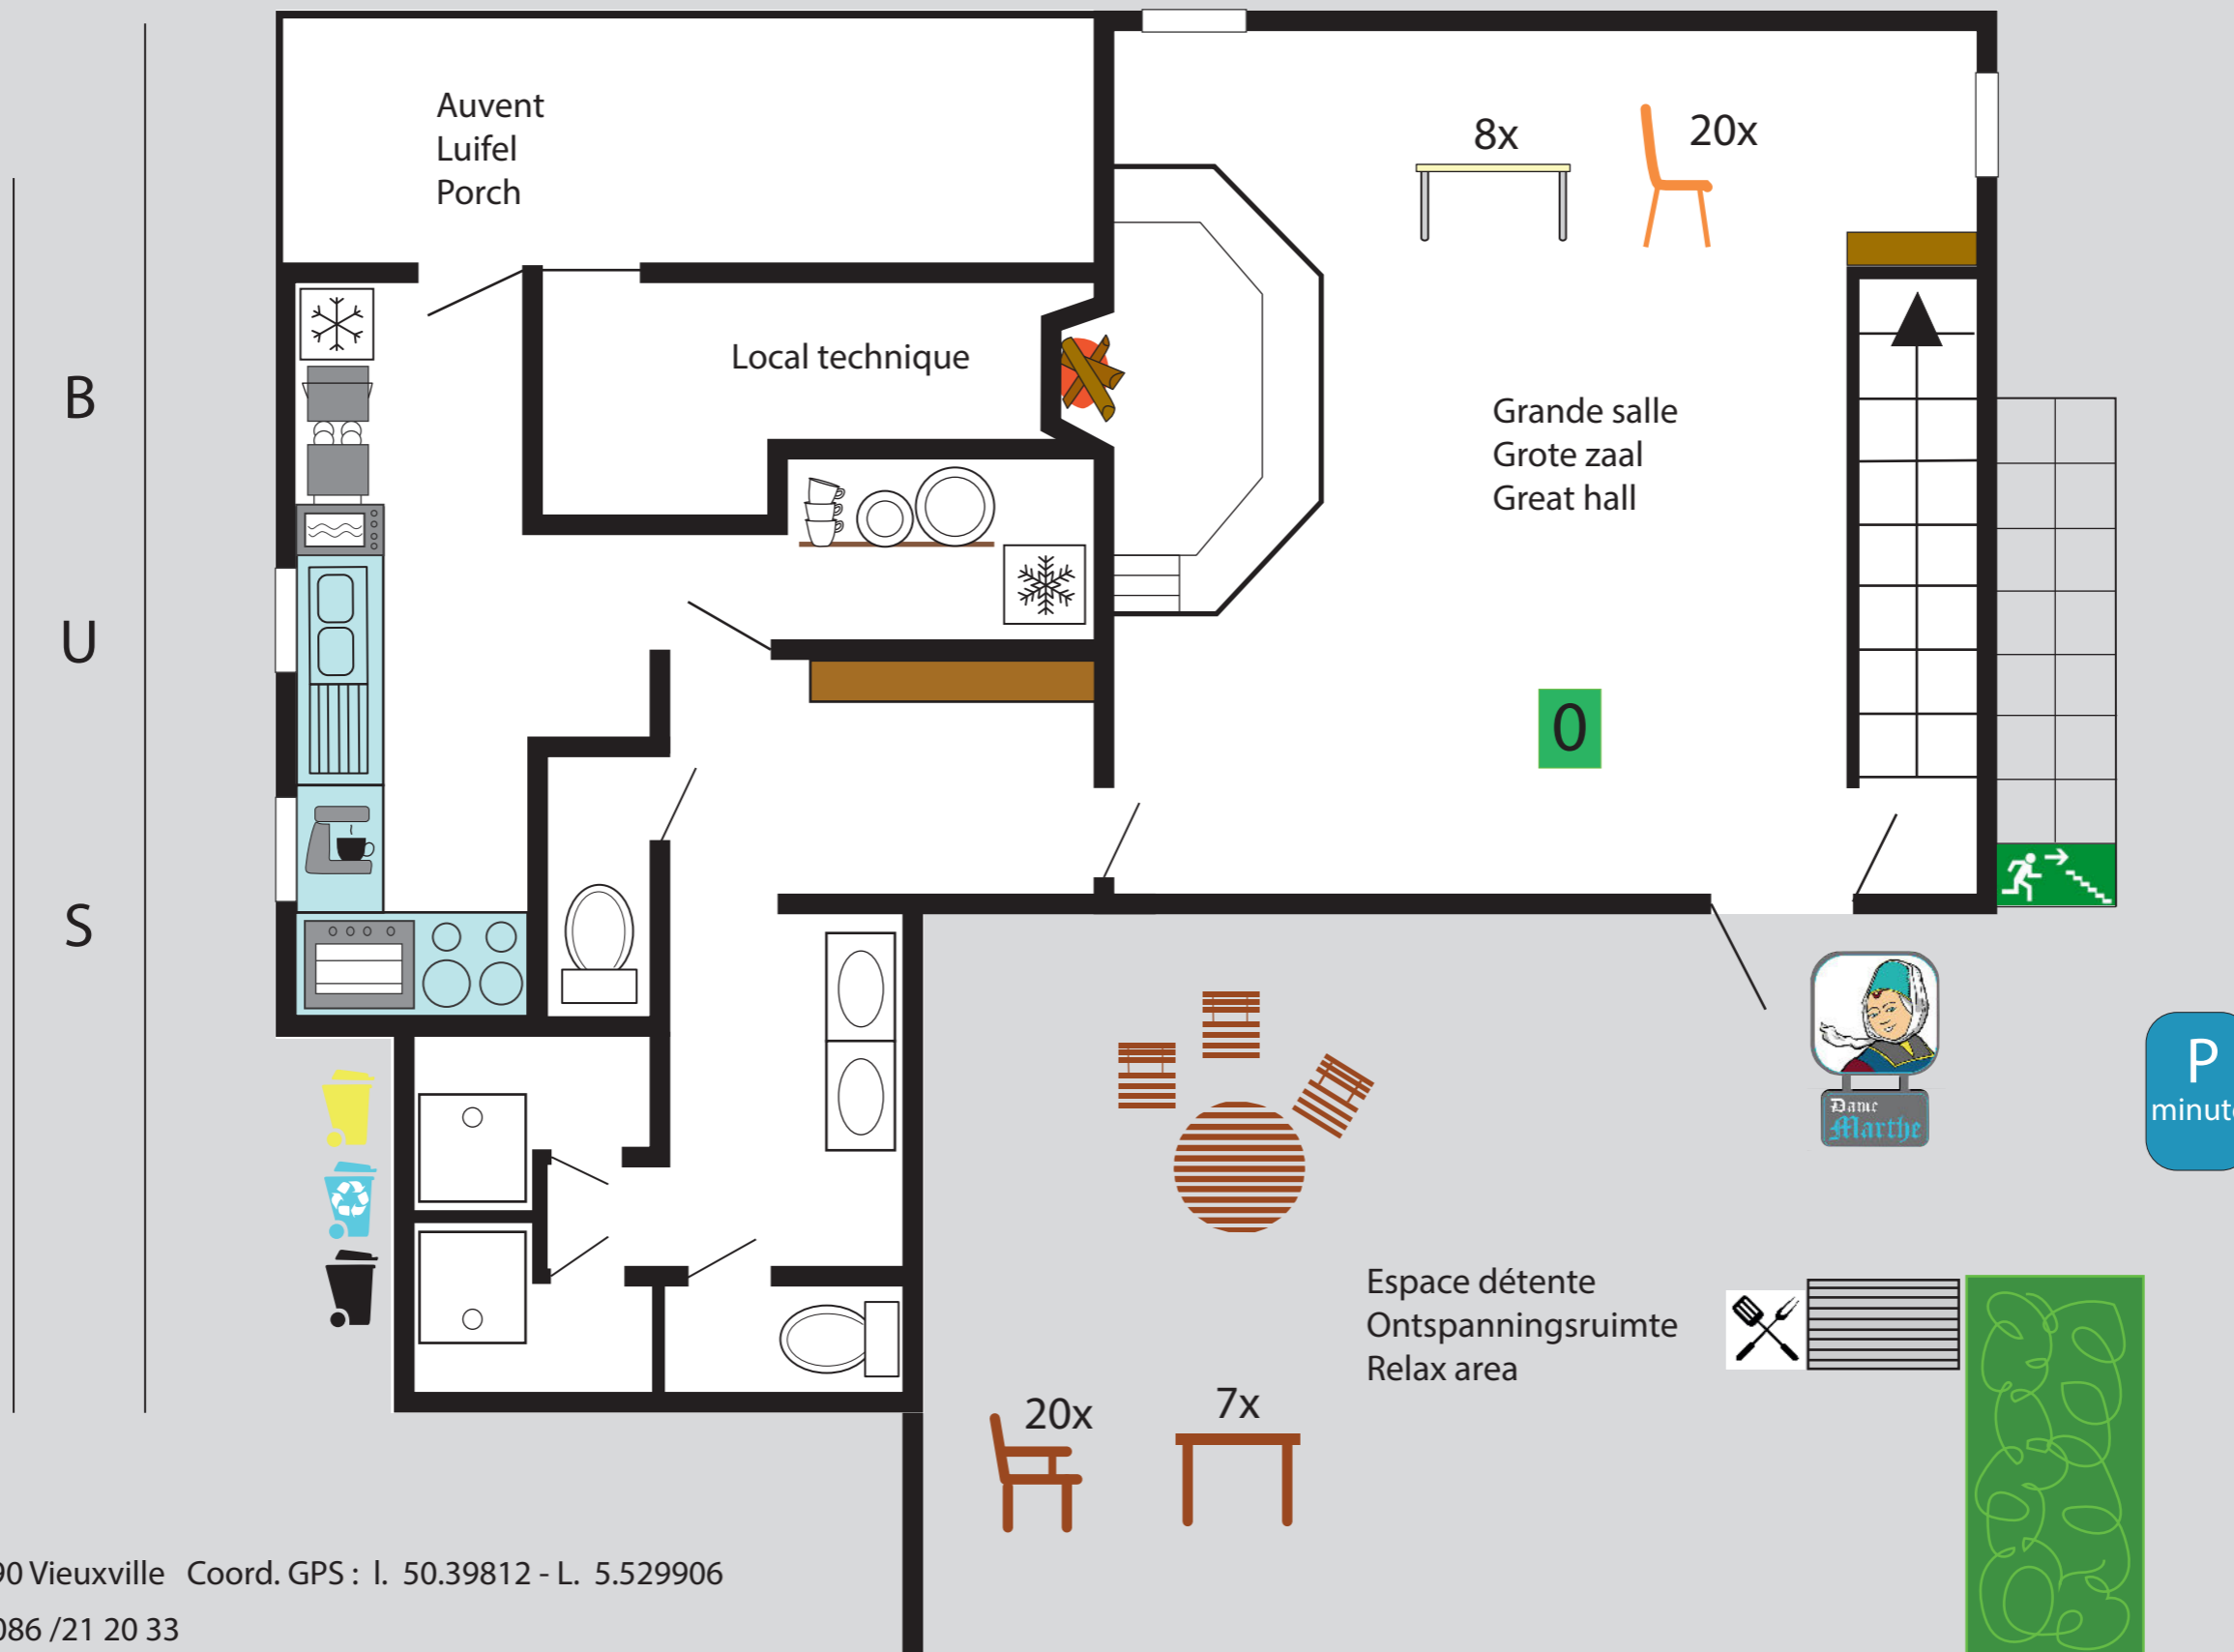 Auvent
Luifel
Porch
8x
20x
B
U
S
Local technique
Grande salle
Grote zaal
Great hall
0
P
Dame
Marthe
Espace détente
Ontspanningsruimte
Relax area
20x
7x
90 Vieuxville Coord. GPS : l. 50.39812 - L. 5.529906
086 /21 20 33